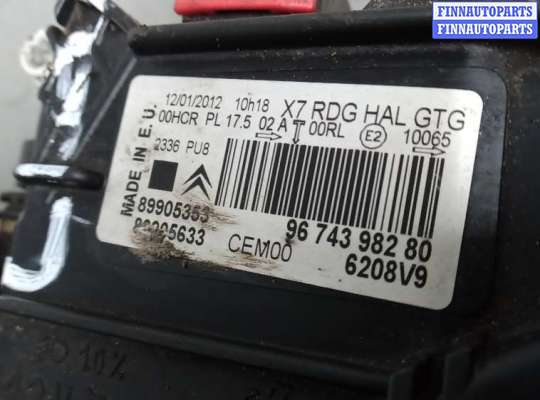 FINNAUTOPARTS
FINNAUTOPARTS
FINNAUTOPARTS
12/01/2012 10h18 X7 RDG HAL GTG
00HCR PL 17.5 02 A 00RL E2 10065
2336 PU8
MADE IN E.U.
89905353
CEM00
96 743 982 80
6208V9